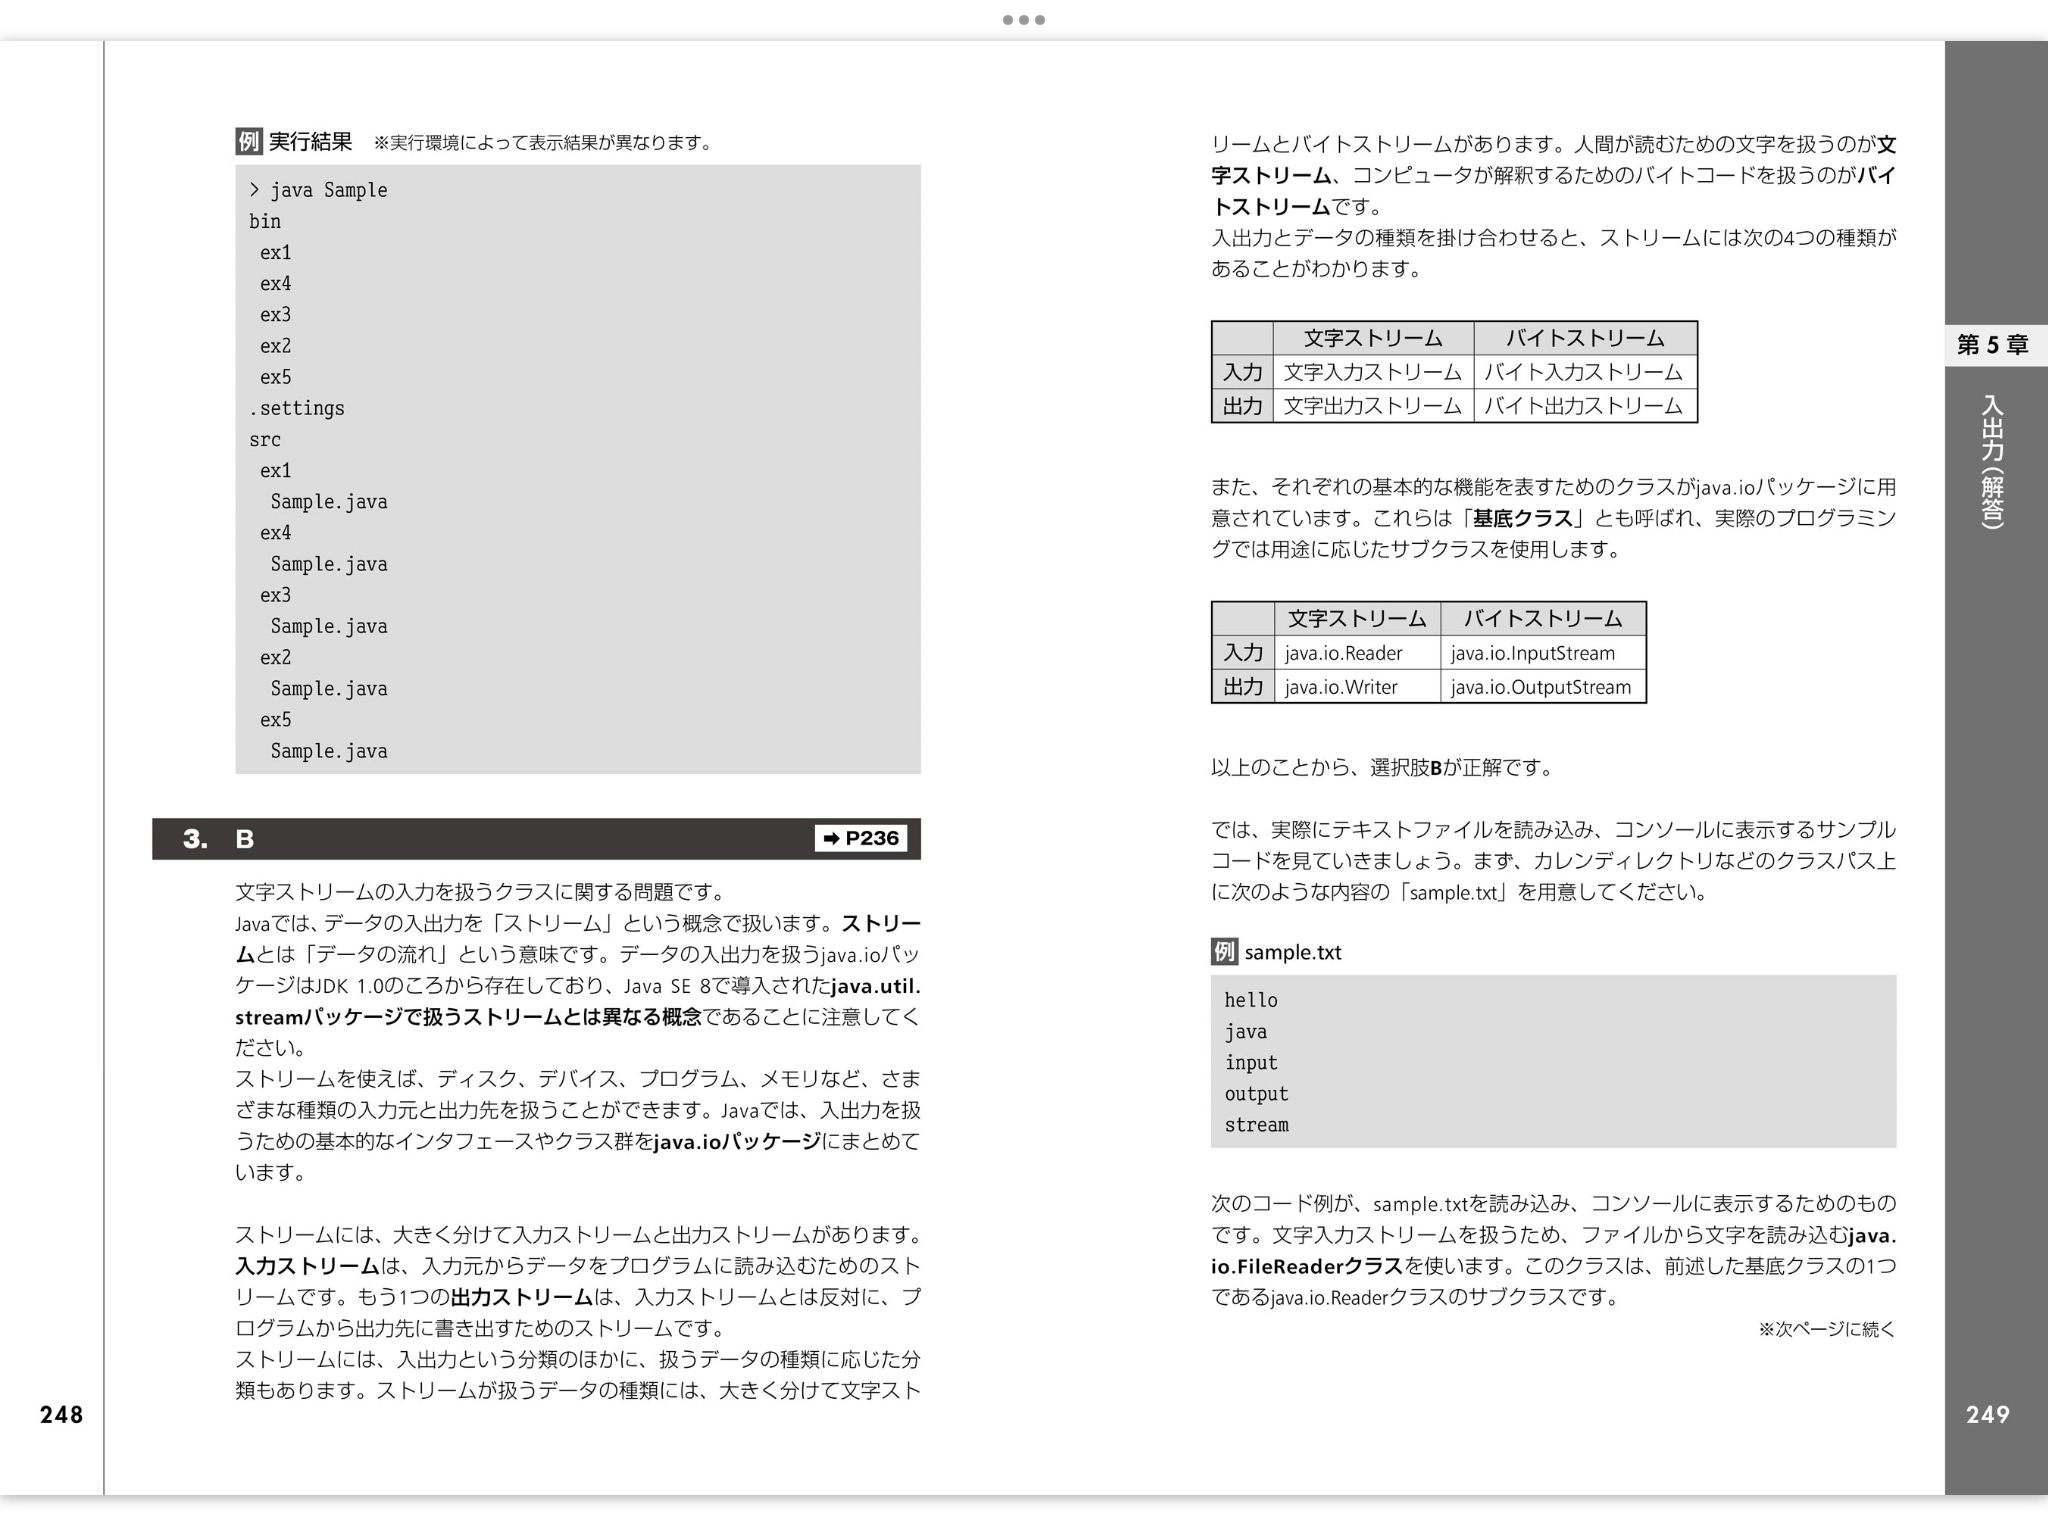 例 実行結果 ※実行環境によって表示結果が異なります。
> java Sample
bin
 ex1
 ex4
 ex3
 ex2
 ex5
.settings
src
 ex1
  Sample.java
 ex4
  Sample.java
 ex3
  Sample.java
 ex2
  Sample.java
 ex5
  Sample.java
3. B ➡ P236
文字ストリームの入力を扱うクラスに関する問題です。
Javaでは、データの入出力を「ストリーム」という概念で扱います。ストリー
ムとは「データの流れ」という意味です。データの入出力を扱うjava.ioパッ
ケージはJDK 1.0のころから存在しており、Java SE 8で導入されたjava.util.
streamパッケージで扱うストリームとは異なる概念であることに注意してく
ださい。
ストリームを使えば、ディスク、デバイス、プログラム、メモリなど、さま
ざまな種類の入力元と出力先を扱うことができます。Javaでは、入出力を扱
うための基本的なインタフェースやクラス群をjava.ioパッケージにまとめて
います。
ストリームには、大きく分けて入力ストリームと出力ストリームがあります。
入力ストリームは、入力元からデータをプログラムに読み込むためのスト
リームです。もう1つの出力ストリームは、入力ストリームとは反対に、プ
ログラムから出力先に書き出すためのストリームです。
ストリームには、入出力という分類のほかに、扱うデータの種類に応じた分
類もあります。ストリームが扱うデータの種類には、大きく分けて文字スト
248
リームとバイトストリームがあります。人間が読むための文字を扱うのが文
字ストリーム、コンピュータが解釈するためのバイトコードを扱うのがバイ
トストリームです。
入出力とデータの種類を掛け合わせると、ストリームには次の4つの種類が
あることがわかります。
文字ストリーム バイトストリーム
入力 文字入力ストリーム バイト入力ストリーム
出力 文字出力ストリーム バイト出力ストリーム
また、それぞれの基本的な機能を表すためのクラスがjava.ioパッケージに用
意されています。これらは「基底クラス」とも呼ばれ、実際のプログラミン
グでは用途に応じたサブクラスを使用します。
文字ストリーム バイトストリーム
入力 java.io.Reader java.io.InputStream
出力 java.io.Writer java.io.OutputStream
以上のことから、選択肢Bが正解です。
では、実際にテキストファイルを読み込み、コンソールに表示するサンプル
コードを見ていきましょう。まず、カレンディレクトリなどのクラスパス上
に次のような内容の「sample.txt」を用意してください。
例 sample.txt
hello
java
input
output
stream
次のコード例が、sample.txtを読み込み、コンソールに表示するためのもの
です。文字入力ストリームを扱うため、ファイルから文字を読み込むjava.
io.FileReaderクラスを使います。このクラスは、前述した基底クラスの1つ
であるjava.io.Readerクラスのサブクラスです。
※次ページに続く
第5章
入出力（解答）
249